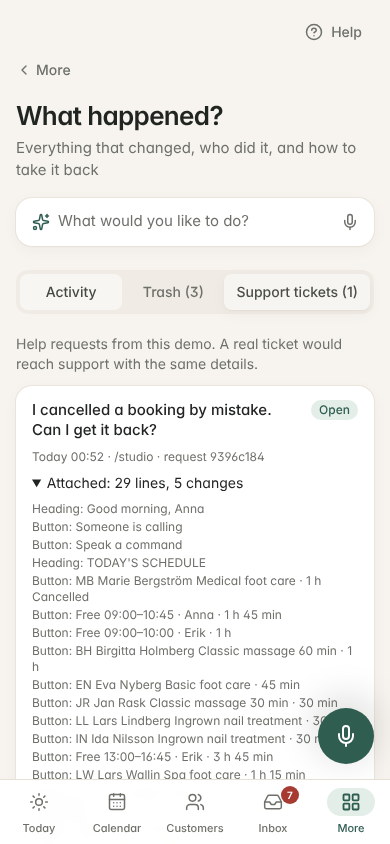 Help
More
What happened?
Everything that changed, who did it, and how to
take it back
What would you like to do?
Activity
Trash (3)
Support tickets (1)
Help requests from this demo. A real ticket would
reach support with the same details.
I cancelled a booking by mistake.
Can I get it back?
Open
Today 00:52 · /studio · request 9396c184
▼ Attached: 29 lines, 5 changes
Heading: Good morning, Anna
Button: Someone is calling
Button: Speak a command
Heading: TODAY'S SCHEDULE
Button: MB Marie Bergström Medical foot care · 1 h
Cancelled
Button: Free 09:00–10:45 · Anna · 1 h 45 min
Button: Free 09:00–10:00 · Erik · 1 h
Button: BH Birgitta Holmberg Classic massage 60 min · 1
h
Button: EN Eva Nyberg Basic foot care · 45 min
Button: JR Jan Rask Classic massage 30 min · 30 min
Button: LL Lars Lindberg Ingrown nail treatment ·
Button: IN Ida Nilsson Ingrown nail treatment · 30
Button: Free 13:00–16:45 · Erik · 3 h 45 min
Button: LW Lars Wallin Spa foot care · 1 h 15 min
7
Today
Calendar
Customers
Inbox
More